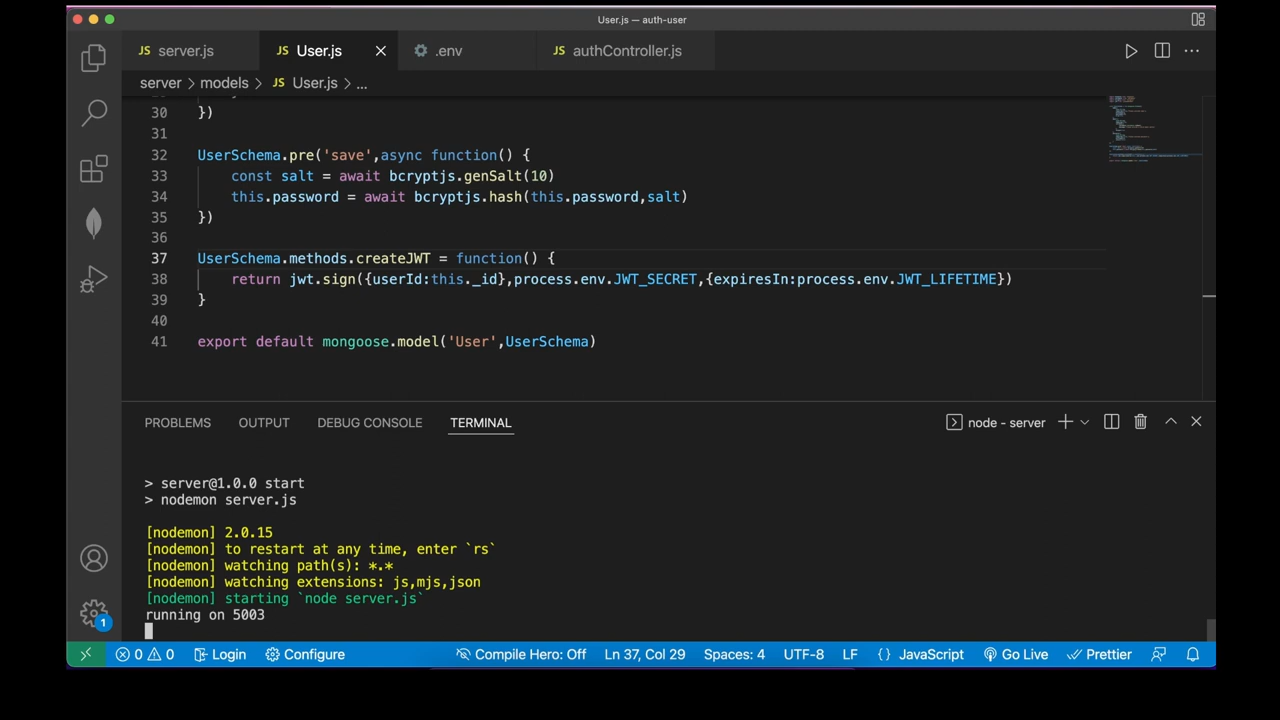 User.js — auth-user
JS server.js JS User.js .env JS authController.js
server > models > JS User.js > ...
30 })
31
32 UserSchema.pre('save',async function() {
33 const salt = await bcryptjs.genSalt(10)
34 this.password = await bcryptjs.hash(this.password,salt)
35 })
36
37 UserSchema.methods.createJWT = function() {
38 return jwt.sign({userId:this._id},process.env.JWT_SECRET,{expiresIn:process.env.JWT_LIFETIME})
39 }
40
41 export default mongoose.model('User',UserSchema)
PROBLEMS OUTPUT DEBUG CONSOLE TERMINAL node - server
> server@1.0.0 start
> nodemon server.js
[nodemon] 2.0.15
[nodemon] to restart at any time, enter `rs`
[nodemon] watching path(s): *.*
[nodemon] watching extensions: js,mjs,json
[nodemon] starting `node server.js`
running on 5003
1
0 0 Login Configure Compile Hero: Off Ln 37, Col 29 Spaces: 4 UTF-8 LF {} JavaScript Go Live Prettier